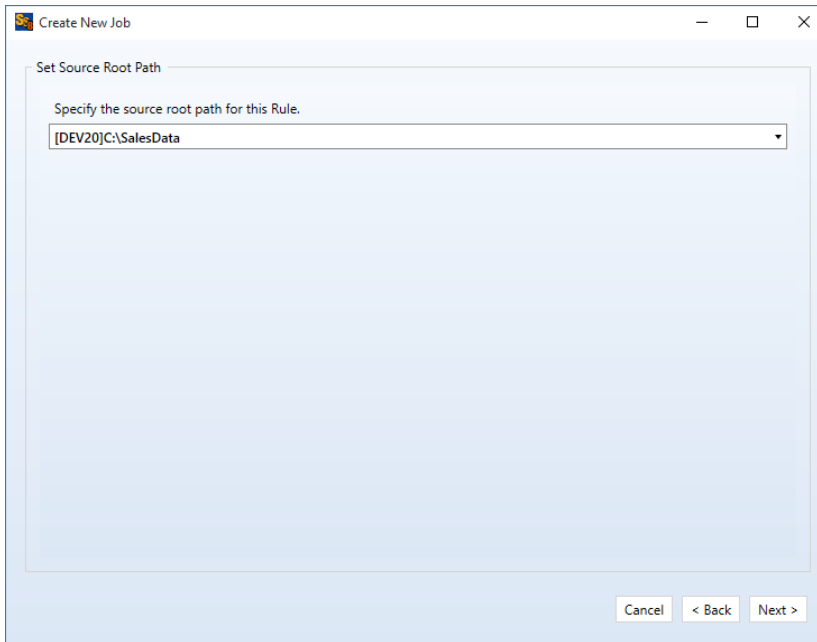 Create New Job
Set Source Root Path
Specify the source root path for this Rule.
[DEV20]C:\SalesData
Cancel
< Back
Next >